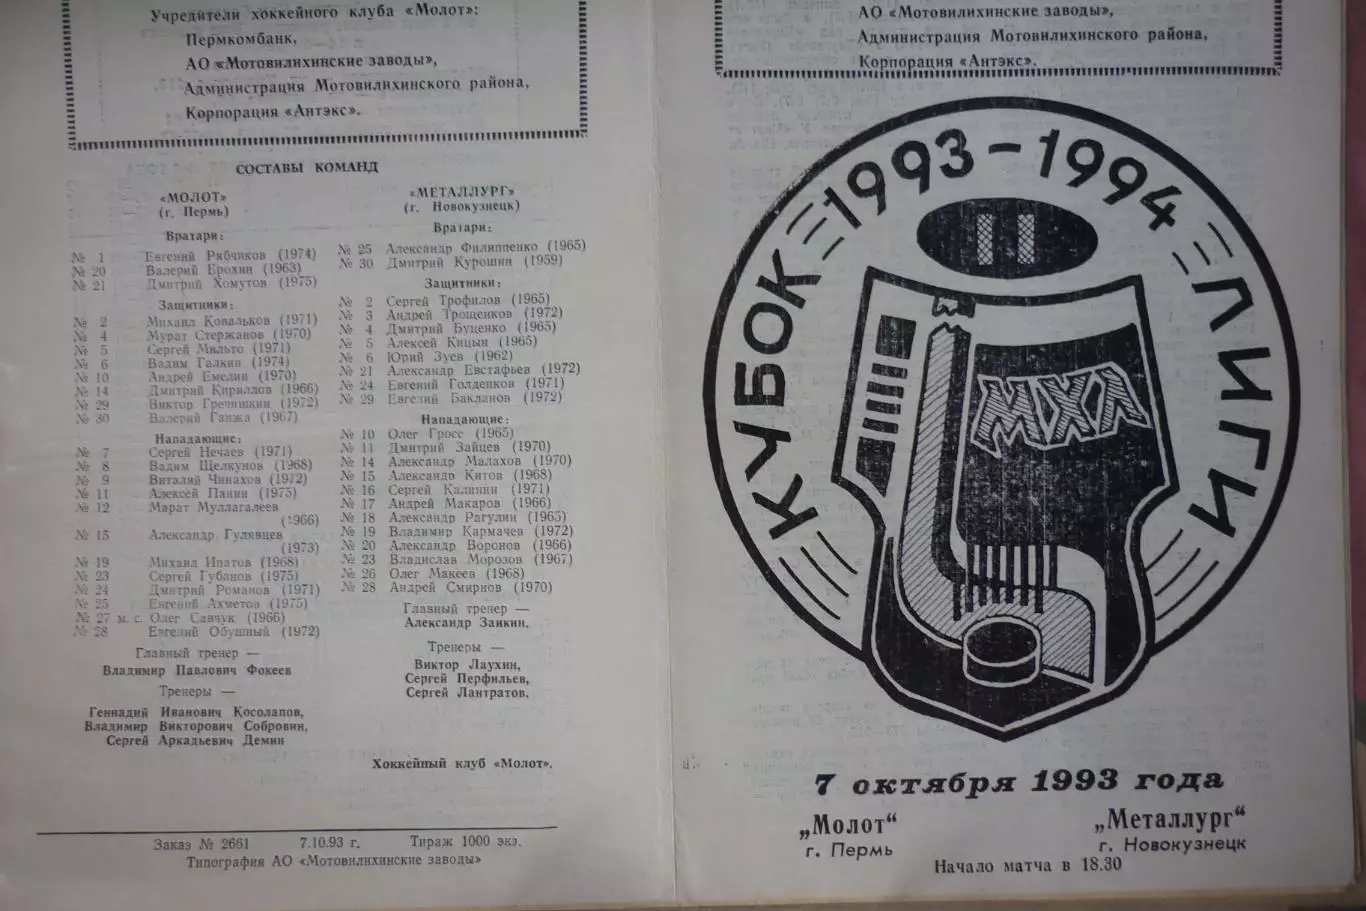 Учредители хоккейного клуба «Молот»:
Пермкомбанк,
АО «Мотовилихинские заводы»,
Администрация Мотовилихинского района,
Корпорация «Антэкс».
СОСТАВЫ КОМАНД
«МОЛОТ»
(г. Пермь)
Вратари:
№ 1 Евгений Рябчиков (1974)
№ 20 Валерий Ерохин (1963)
№ 21 Дмитрий Хомутов (1975)
Защитники:
№ 2 Михаил Ковальков (1971)
№ 4 Мурат Стержанов (1970)
№ 5 Сергей Мильто (1971)
№ 6 Вадим Галкин (1974)
№ 10 Андрей Емелин (1970)
№ 14 Дмитрий Кириллов (1966)
№ 29 Виктор Гречишкин (1972)
№ 30 Валерий Ганжа (1967)
Нападающие:
№ 7 Сергей Нечаев (1971)
№ 8 Вадим Щелкунов (1968)
№ 9 Виталий Чинахов (1972)
№ 11 Алексей Панин (1975)
№ 12 Марат Муллагалеев
(1966)
№ 15 Александр Гулявцев
(1973)
№ 19 Михаил Ипатов (1968)
№ 23 Сергей Губанов (1975)
№ 24 Дмитрий Романов (1971)
№ 25 Евгений Ахметов (1975)
№ 27 м. с. Олег Савчук (1966)
№ 28 Евгений Обушный (1972)
Главный тренер —
Владимир Павлович Фокеев
Тренеры —
Геннадий Иванович Косолапов,
Владимир Викторович Собровин,
Сергей Аркадьевич Демин
«МЕТАЛЛУРГ»
(г. Новокузнецк)
Вратари:
№ 25 Александр Филиппенко (1965)
№ 30 Дмитрий Курошин (1959)
Защитники:
№ 2 Сергей Трофилов (1965)
№ 3 Андрей Трощенков (1972)
№ 4 Дмитрий Буценко (1965)
№ 5 Алексей Кицын (1965)
№ 6 Юрий Зуев (1962)
№ 21 Александр Евстафьев (1972)
№ 24 Евгений Голденков (1971)
№ 29 Евгений Бакланов (1972)
Нападающие:
№ 10 Олег Гросс (1965)
№ 11 Дмитрий Зайцев (1970)
№ 14 Александр Малахов (1970)
№ 15 Александр Китов (1968)
№ 16 Сергей Калинин (1971)
№ 17 Андрей Макаров (1966)
№ 18 Александр Рагулин (1965)
№ 19 Владимир Кармачев (1972)
№ 20 Александр Воронов (1966)
№ 23 Владислав Морозов (1967)
№ 26 Олег Макеев (1968)
№ 28 Андрей Смирнов (1970)
Главный тренер —
Александр Заикин.
Тренеры —
Виктор Лаухин,
Сергей Перфильев,
Сергей Лантратов.
Хоккейный клуб «Молот».
Заказ № 2661 7.10.93 г. Тираж 1000 экз.
Типография АО «Мотовилихинские заводы»
АО «Мотовилихинские заводы»,
Администрация Мотовилихинского района,
Корпорация «Антэкс».
КУБОК 1993-1994 ЛИГИ
II
МХЛ
7 октября 1993 года
„Молот“
г. Пермь
„Металлург“
г. Новокузнецк
Начало матча в 18.30